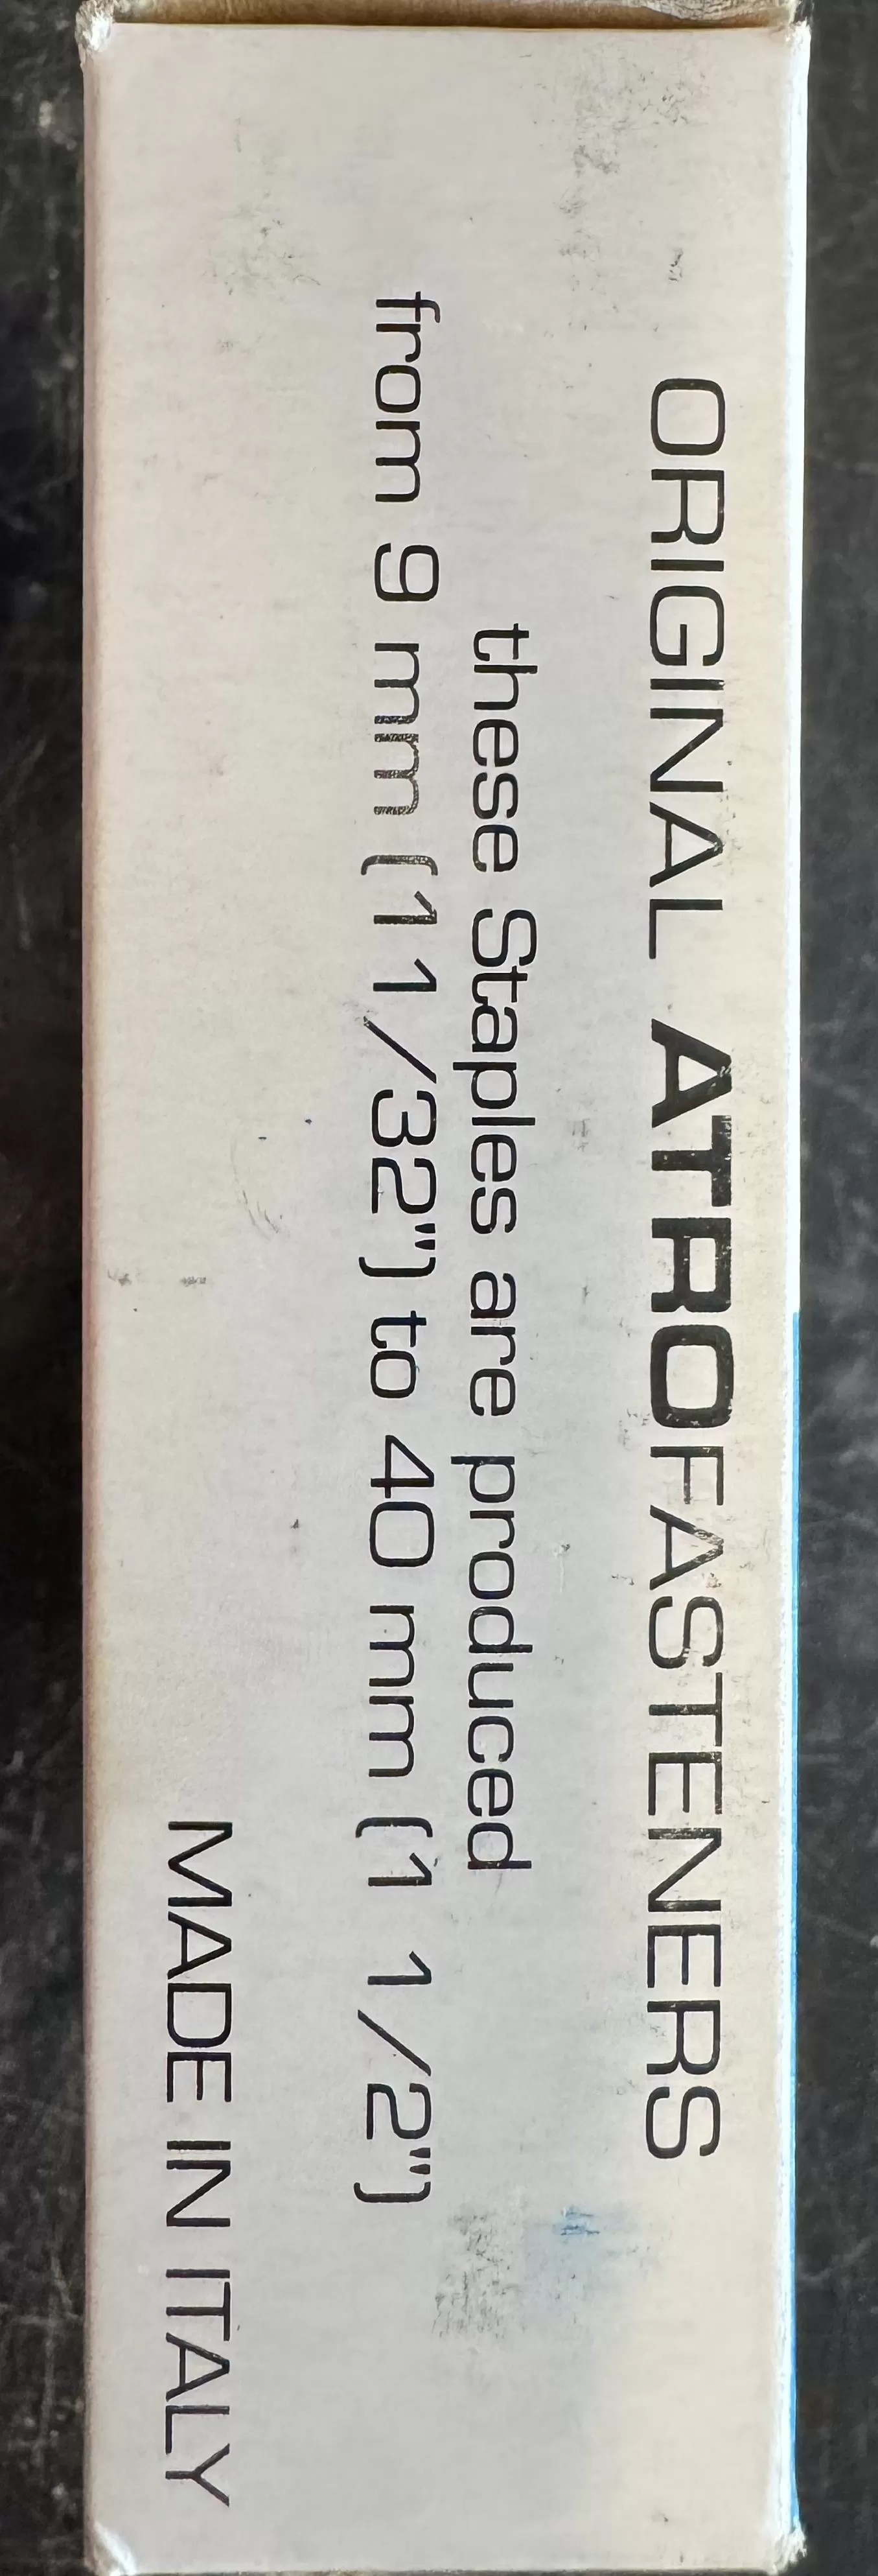 ORIGINAL ATROFASTENERS
these Staples are produced
from 9 mm (11/32") to 40 mm (1 1/2")
MADE IN ITALY